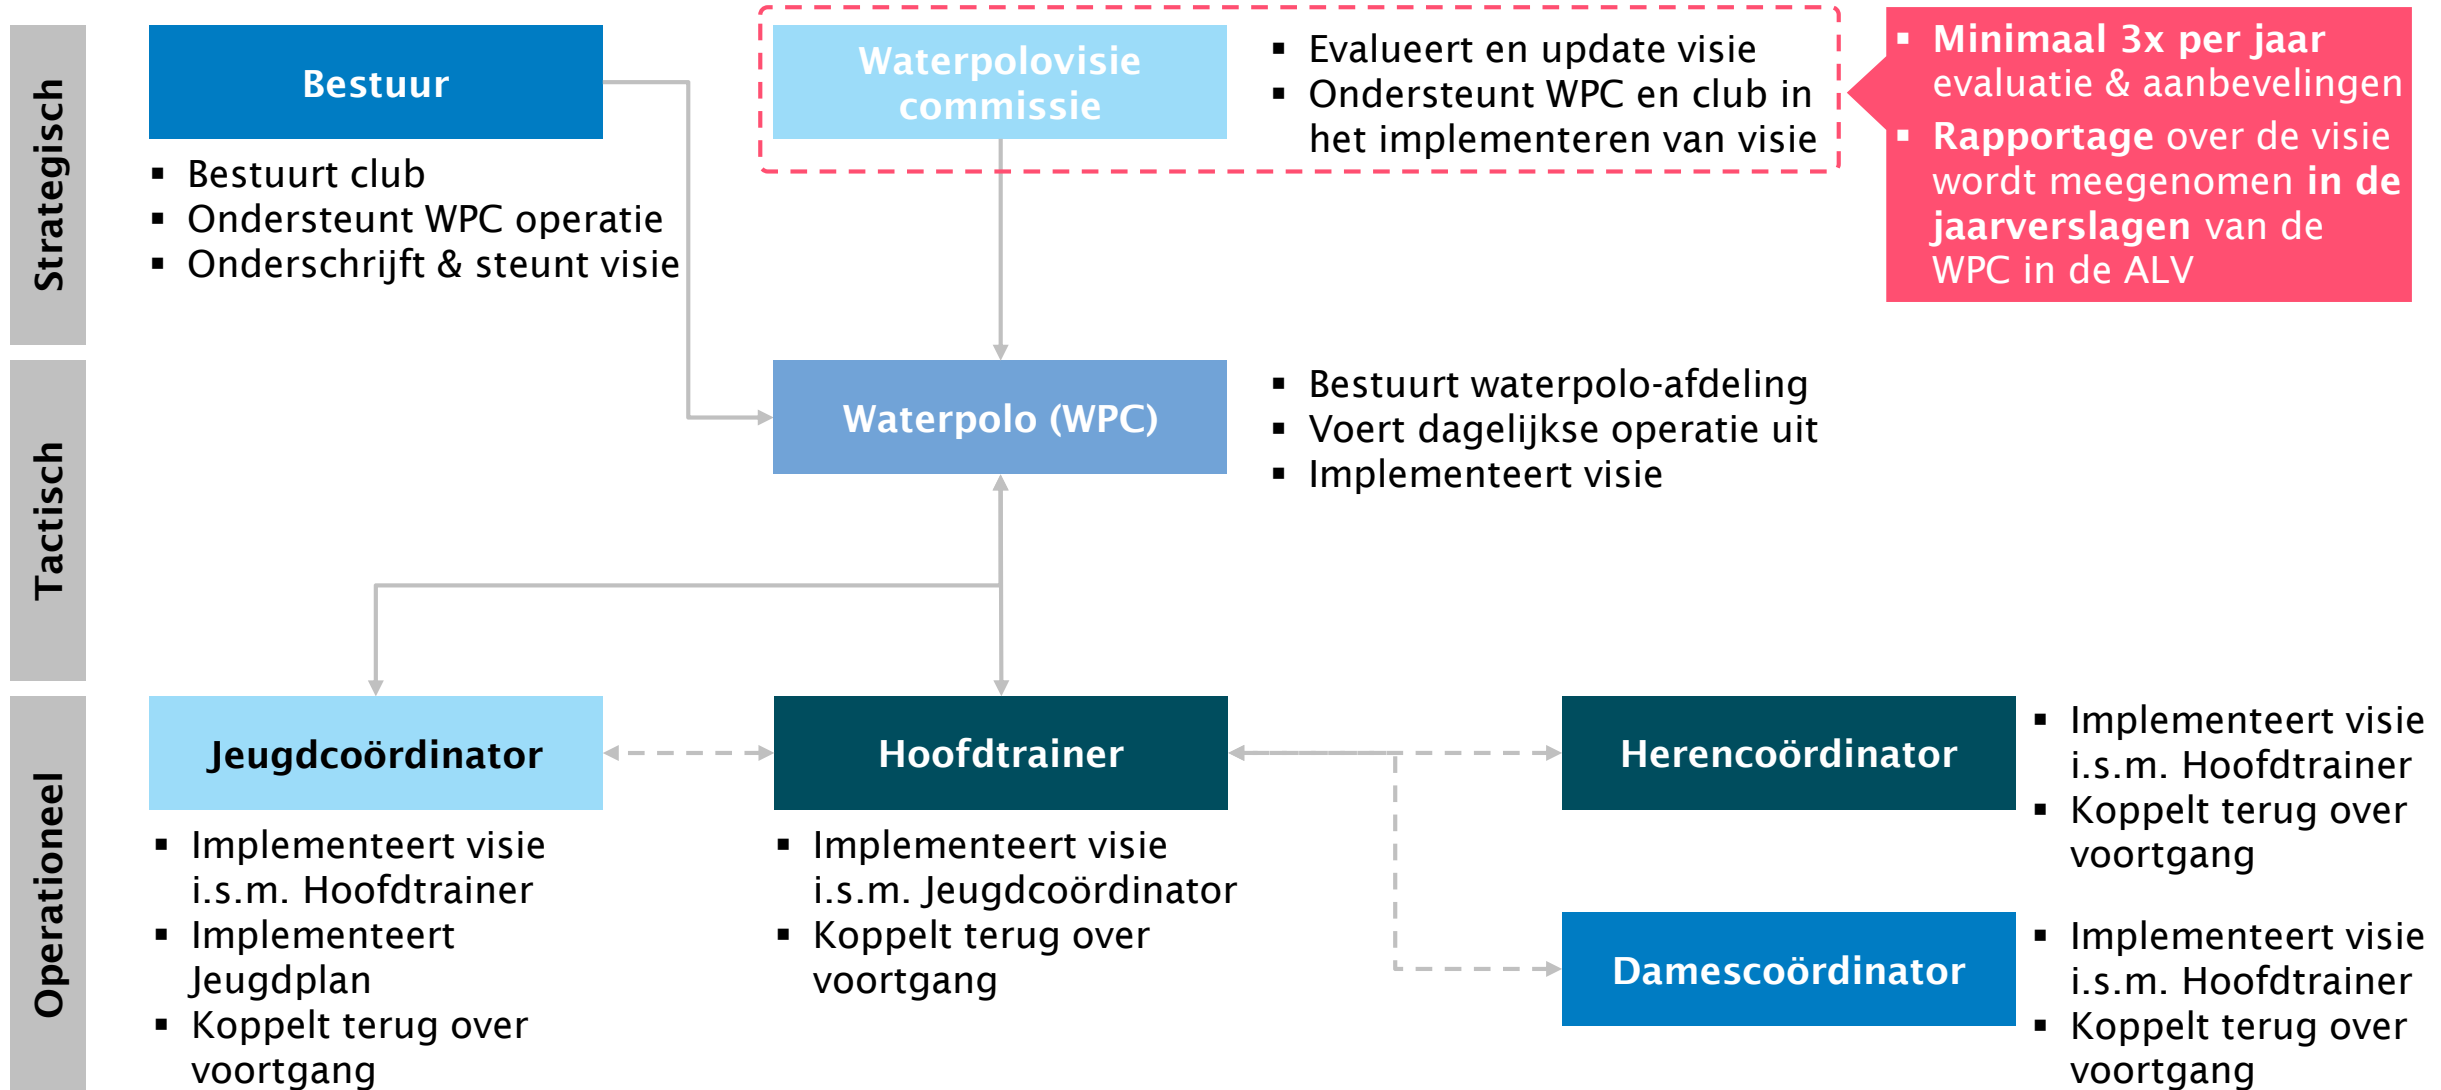 Strategisch
Bestuur
▪ Bestuurt club
▪ Ondersteunt WPC operatie
▪ Onderschrijft & steunt visie
Waterpolovisie
commissie
▪ Evalueert en update visie
▪ Ondersteunt WPC en club in
het implementeren van visie
▪ Minimaal 3x per jaar
evaluatie & aanbevelingen
▪ Rapportage over de visie
wordt meegenomen in de
jaarverslagen van de
WPC in de ALV
Tactisch
Waterpolo (WPC)
▪ Bestuurt waterpolo-afdeling
▪ Voert dagelijkse operatie uit
▪ Implementeert visie
Operationeel
Jeugdcoördinator
▪ Implementeert visie
i.s.m. Hoofdtrainer
▪ Implementeert
Jeugdplan
▪ Koppelt terug over
voortgang
Hoofdtrainer
▪ Implementeert visie
i.s.m. Jeugdcoördinator
▪ Koppelt terug over
voortgang
Herencoördinator
▪ Implementeert visie
i.s.m. Hoofdtrainer
▪ Koppelt terug over
voortgang
Damescoördinator
▪ Implementeert visie
i.s.m. Hoofdtrainer
▪ Koppelt terug over
voortgang